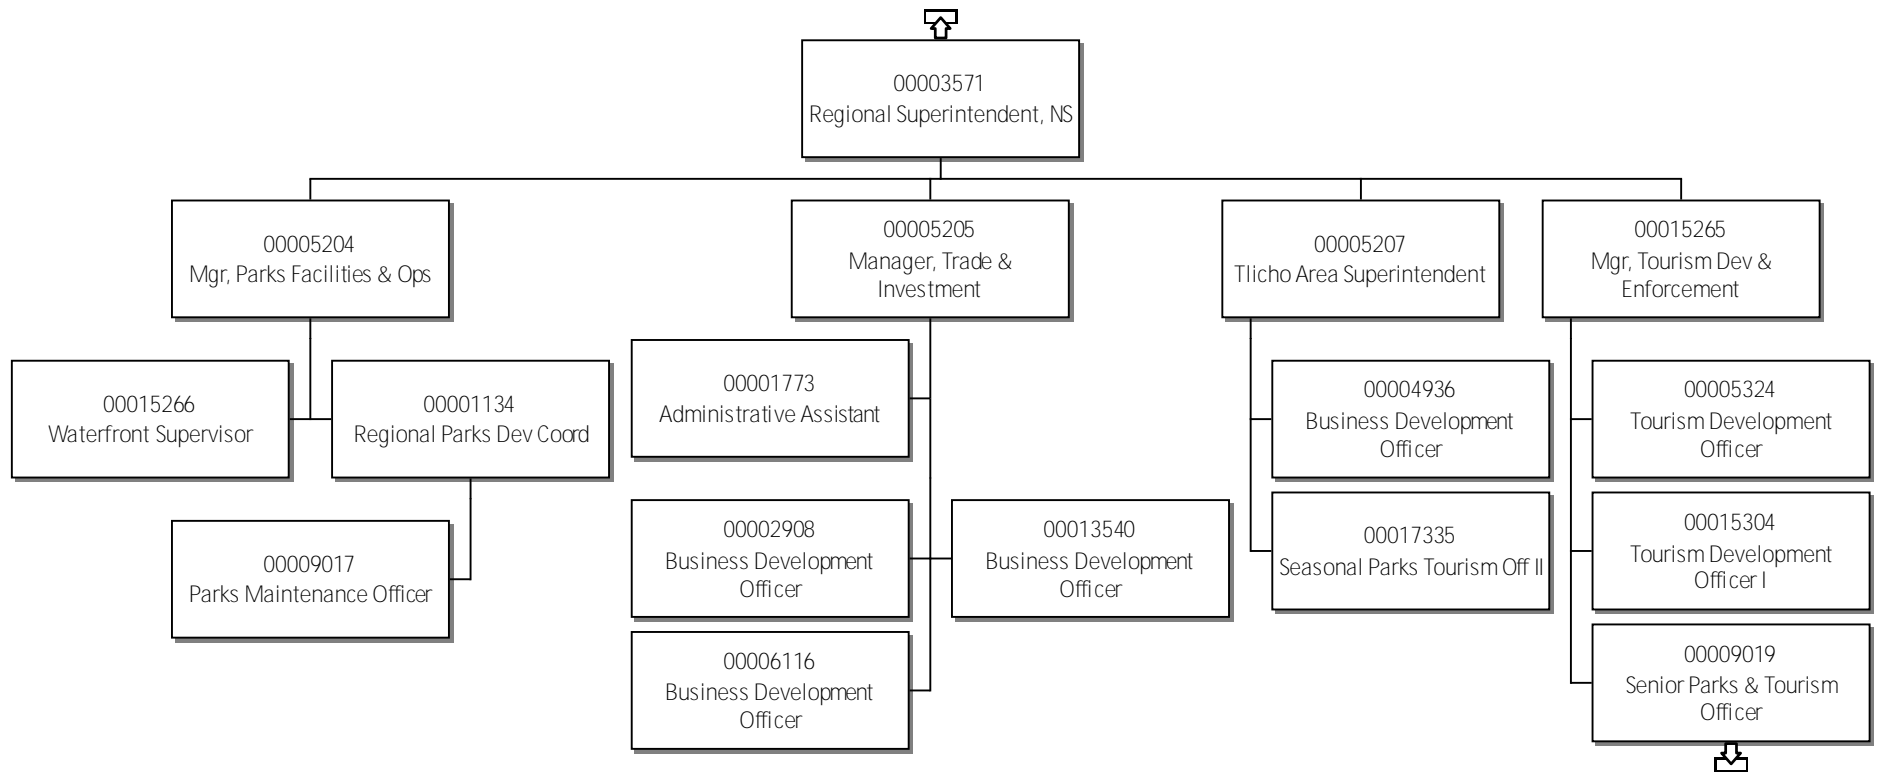 00003571
Regional Superintendent, NS
00005204
Mgr, Parks Facilities & Ops
00005205
Manager, Trade &
Investment
00005207
Tlicho Area Superintendent
00015265
Mgr, Tourism Dev &
Enforcement
00015266
Waterfront Supervisor
00001134
Regional Parks Dev Coord
00009017
Parks Maintenance Officer
00001773
Administrative Assistant
00002908
Business Development
Officer
00013540
Business Development
Officer
00006116
Business Development
Officer
00004936
Business Development
Officer
00017335
Seasonal Parks Tourism Off II
00005324
Tourism Development
Officer
00015304
Tourism Development
Officer I
00009019
Senior Parks & Tourism
Officer